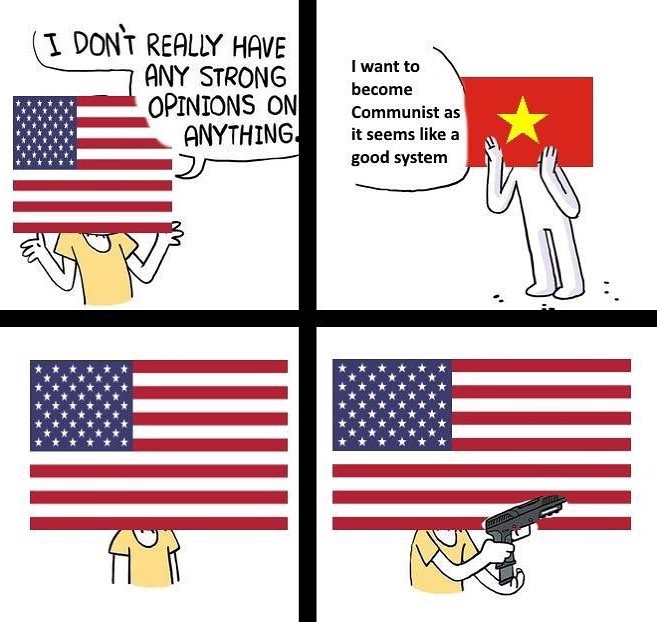 I DON'T REALLY HAVE
ANY STRONG
OPINIONS ON
ANYTHING.
I want to
become
Communist as
it seems like a
good system